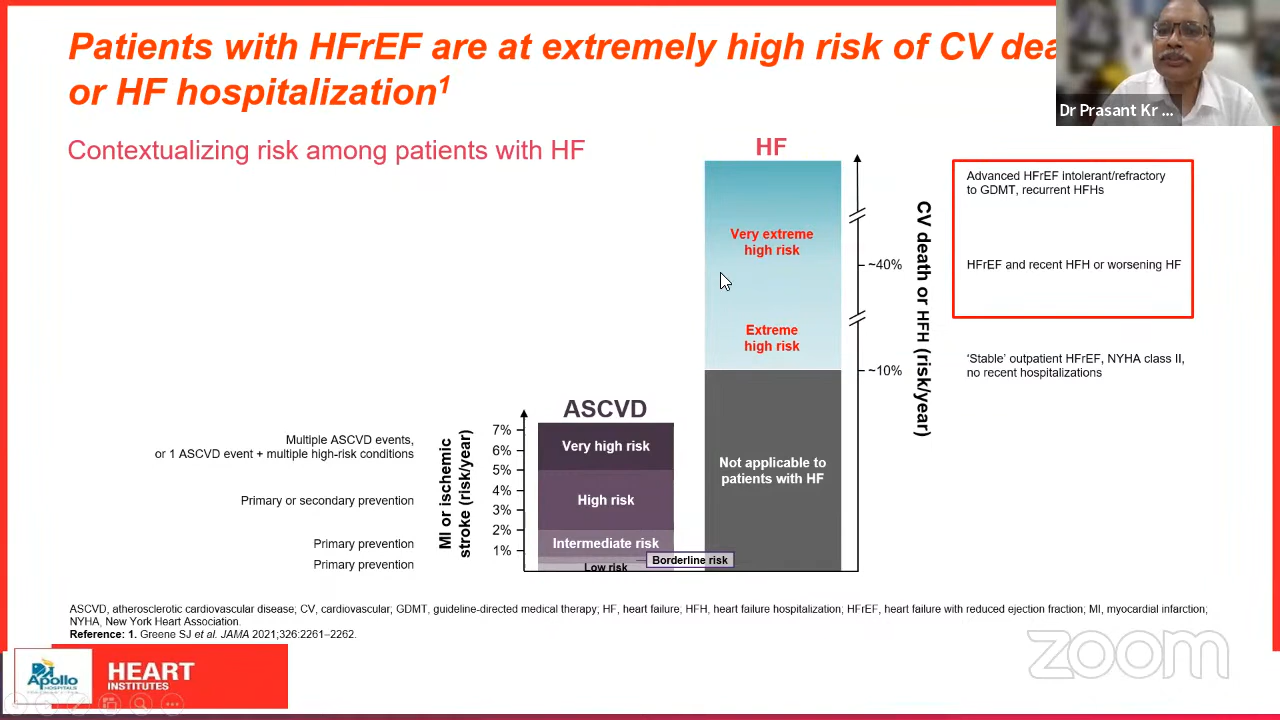 Patients with HFrEF are at extremely high risk of CV dea
or HF hospitalization1
Dr Prasant Kr ...
Contextualizing risk among patients with HF
HF
Very extreme
high risk
Extreme
high risk
Not applicable to
patients with HF
~40%
~10%
CV death or HFH (risk/year)
Advanced HFrEF intolerant/refractory
to GDMT, recurrent HFHs
HFrEF and recent HFH or worsening HF
‘Stable’ outpatient HFrEF, NYHA class II,
no recent hospitalizations
ASCVD
Multiple ASCVD events,
or 1 ASCVD event + multiple high-risk conditions
Primary or secondary prevention
Primary prevention
Primary prevention
MI or ischemic
stroke (risk/year)
7%
6%
5%
4%
3%
2%
1%
Very high risk
High risk
Intermediate risk
Borderline risk
Low risk
ASCVD, atherosclerotic cardiovascular disease; CV, cardiovascular; GDMT, guideline-directed medical therapy; HF, heart failure; HFH, heart failure hospitalization; HFrEF, heart failure with reduced ejection fraction; MI, myocardial infarction;
NYHA, New York Heart Association.
Reference: 1. Greene SJ et al. JAMA 2021;326:2261–2262.
zoom
Apollo
HOSPITALS
HEART
INSTITUTES